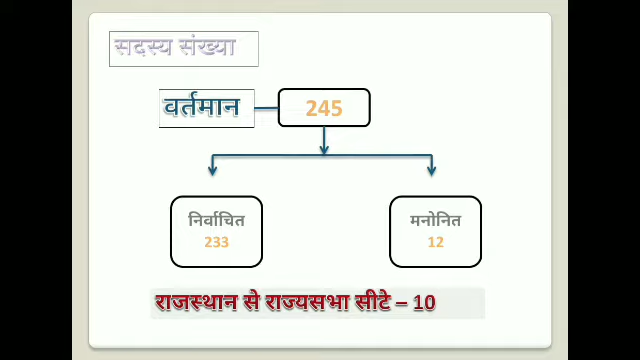 सदस्य संख्या
वर्तमान 245
निर्वाचित
233
मनोनित
12
राजस्थान से राज्यसभा सीटे – 10